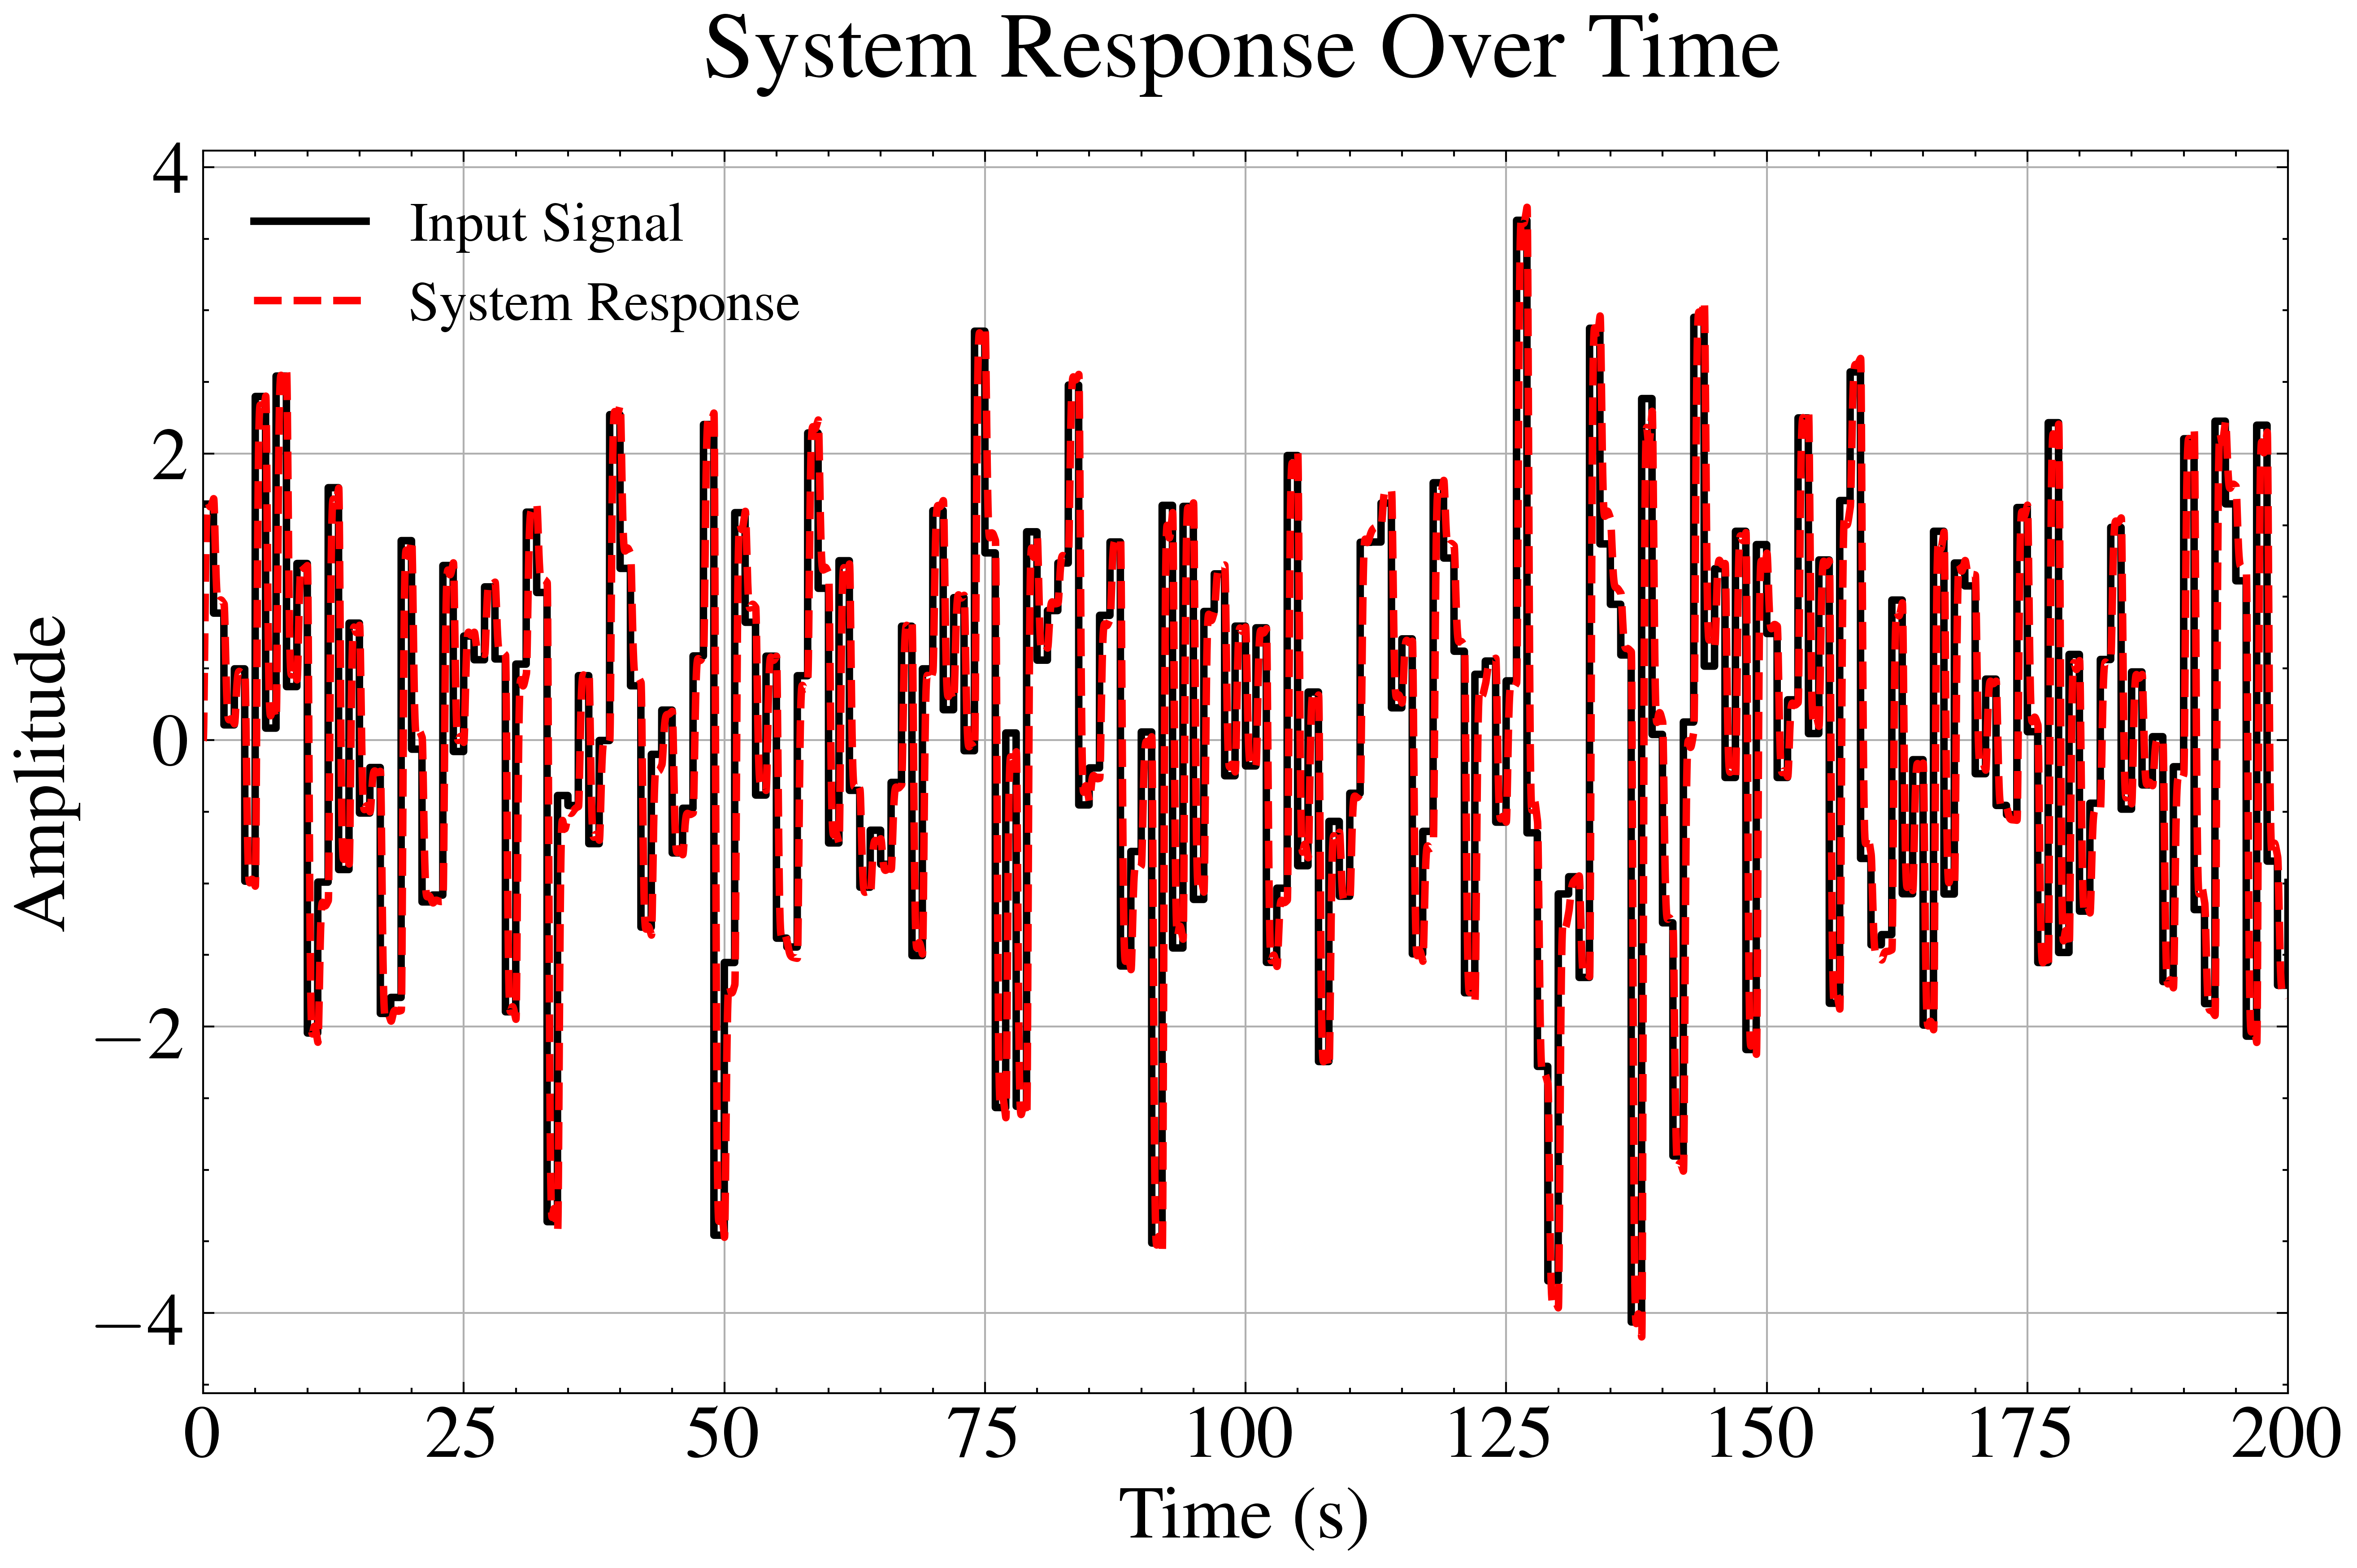 System Response Over Time
Input Signal
System Response
Amplitude
4
2
0
−2
−4
0 25 50 75 100 125 150 175 200
Time (s)